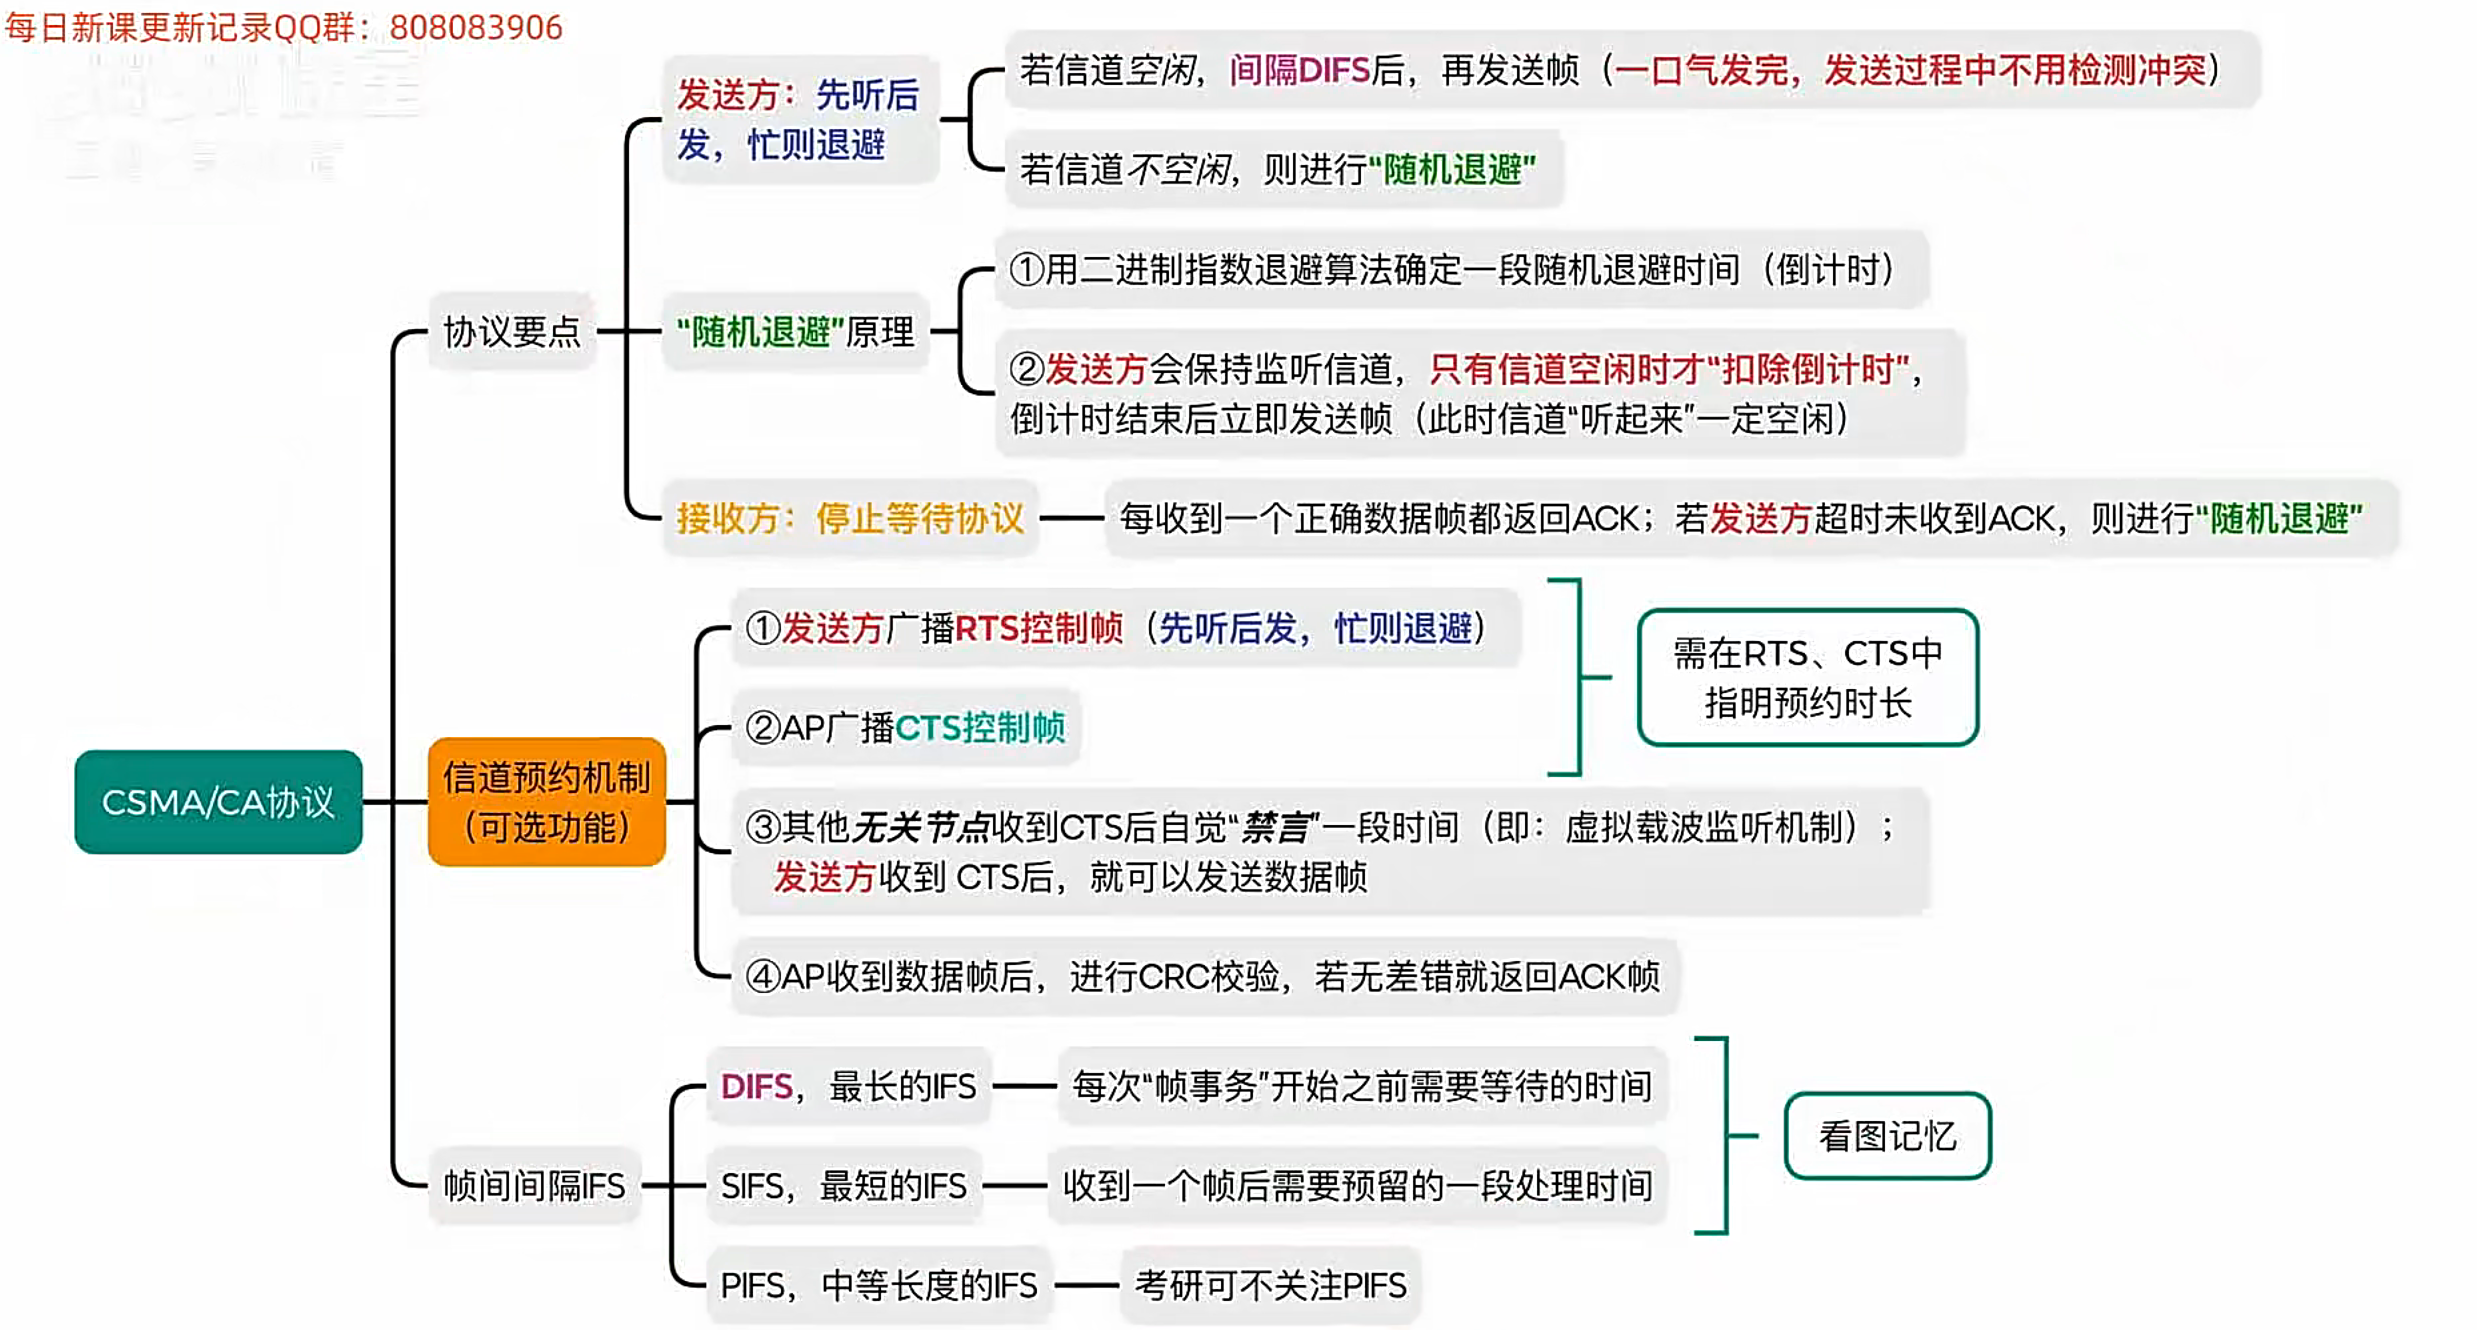 每日新课更新记录QQ群：808083906
发送方：先听后
发，忙则退避
若信道空闲，间隔DIFS后，再发送帧（一口气发完，发送过程中不用检测冲突）
若信道不空闲，则进行“随机退避”
协议要点
“随机退避”原理
①用二进制指数退避算法确定一段随机退避时间（倒计时）
②发送方会保持监听信道，只有信道空闲时才“扣除倒计时”，
倒计时结束后立即发送帧（此时信道“听起来”一定空闲）
接收方：停止等待协议
每收到一个正确数据帧都返回ACK；若发送方超时未收到ACK，则进行“随机退避”
CSMA/CA协议
信道预约机制
（可选功能）
①发送方广播RTS控制帧（先听后发，忙则退避）
②AP广播CTS控制帧
需在RTS、CTS中
指明预约时长
③其他无关节点收到CTS后自觉“禁言”一段时间（即：虚拟载波监听机制）；
发送方收到 CTS后，就可以发送数据帧
④AP收到数据帧后，进行CRC校验，若无差错就返回ACK帧
帧间间隔IFS
DIFS，最长的IFS
每次“帧事务”开始之前需要等待的时间
SIFS，最短的IFS
收到一个帧后需要预留的一段处理时间
看图记忆
PIFS，中等长度的IFS
考研可不关注PIFS